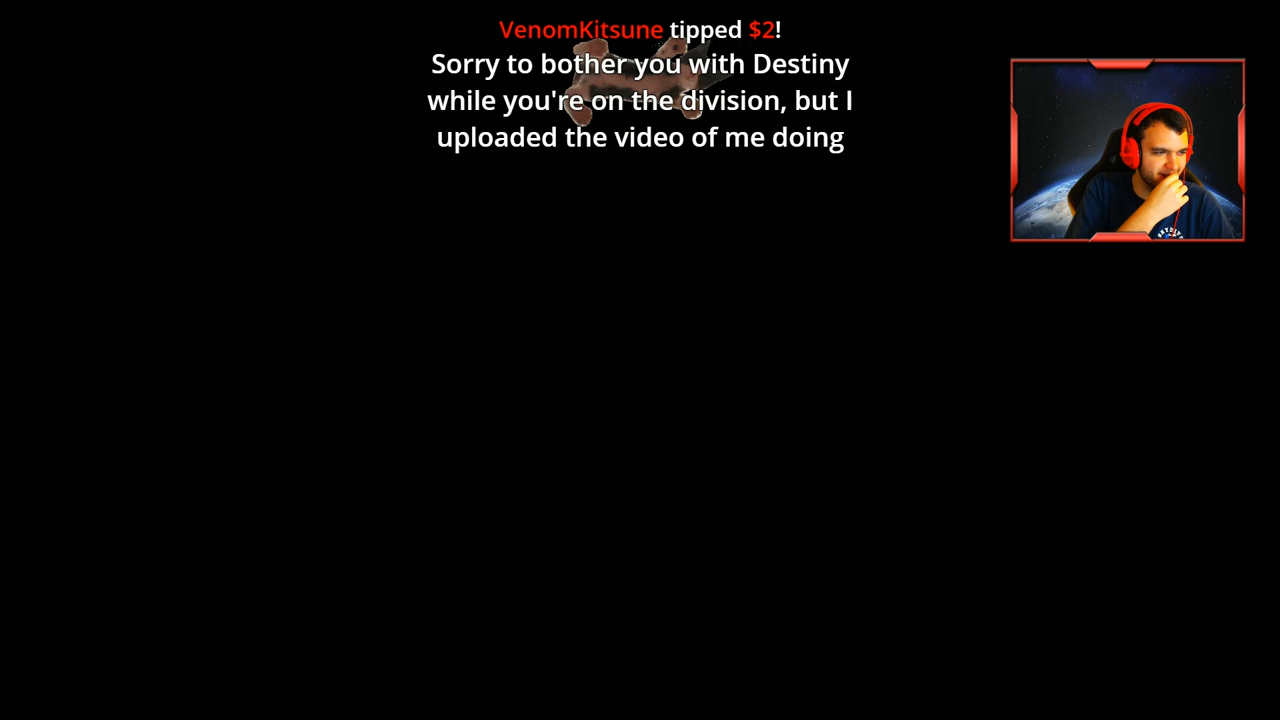 VenomKitsune tipped $2!
Sorry to bother you with Destiny
while you're on the division, but I
uploaded the video of me doing